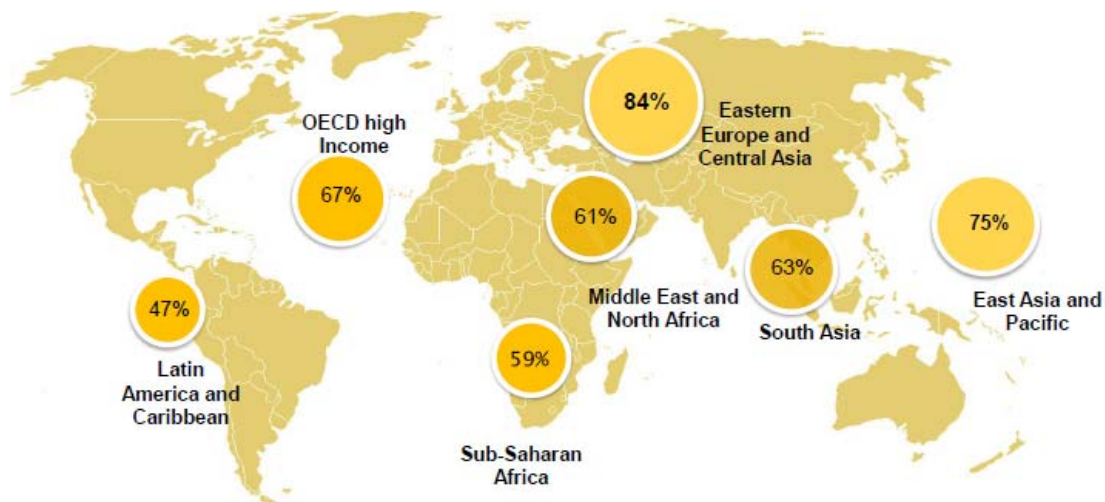 84%
Eastern
Europe and
Central Asia
OECD high
Income
67%
61%
Middle East and
North Africa
63%
South Asia
75%
East Asia and
Pacific
47%
Latin
America and
Caribbean
59%
Sub-Saharan
Africa